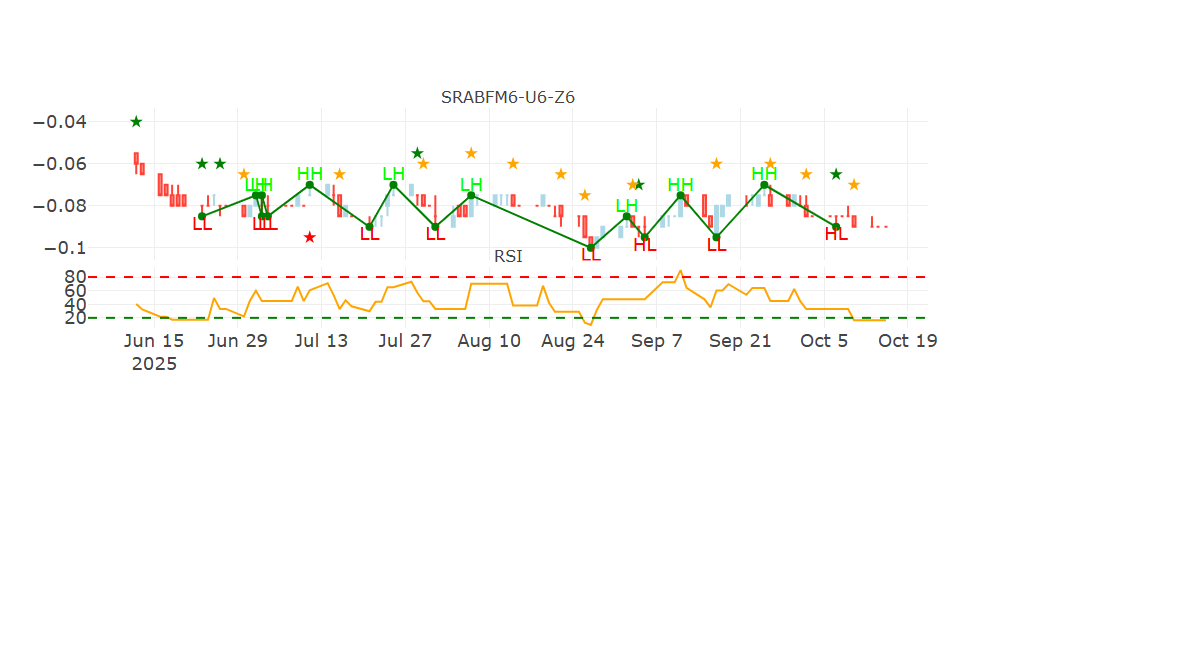 SRABFM6-U6-Z6
−0.04
−0.06
−0.08
−0.1
HH
LH
LH
LH
HH
HH
LL
LL
LL
LL
HL
LL
HL
RSI
80
60
40
20
Jun 15
2025
Jun 29
Jul 13
Jul 27
Aug 10
Aug 24
Sep 7
Sep 21
Oct 5
Oct 19